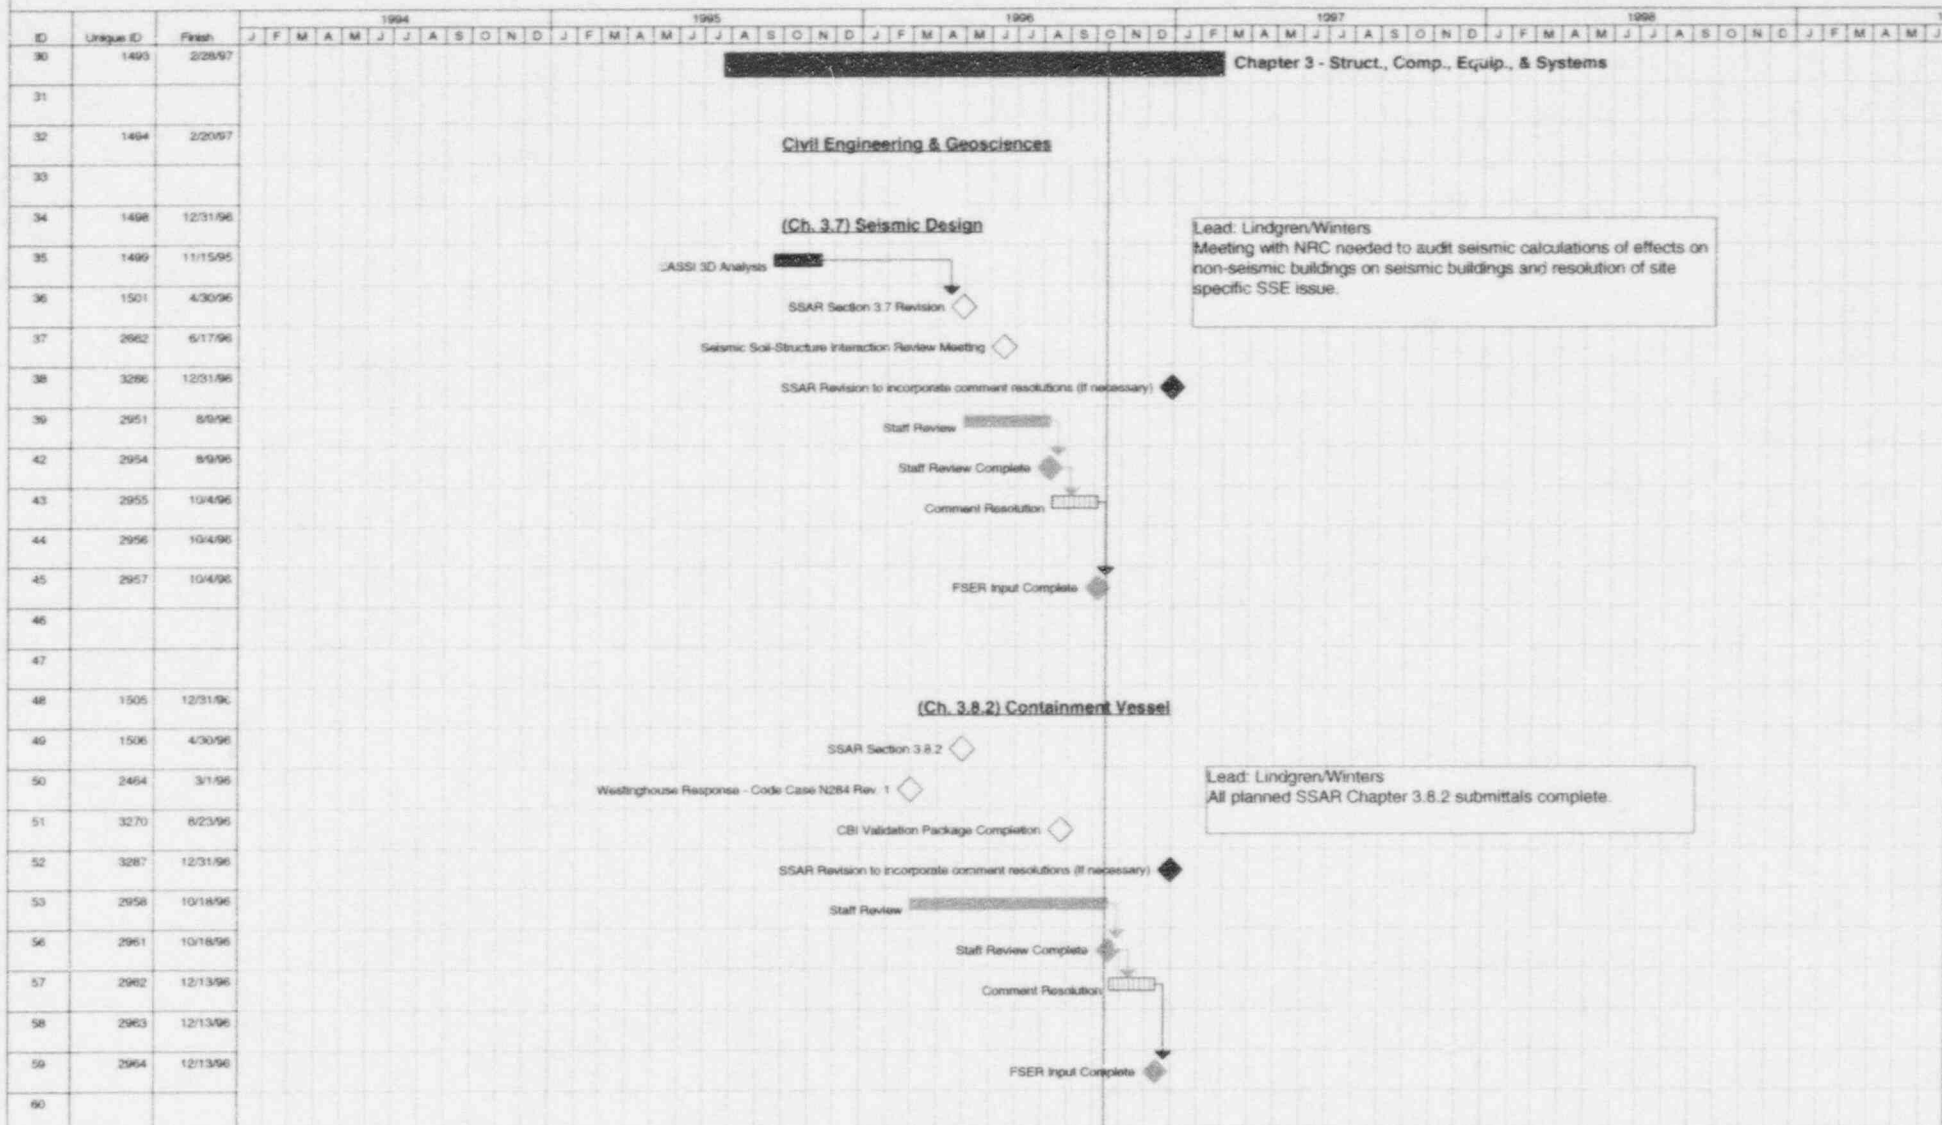 1994 1995 1996 1997 1998
ID Unique ID Finish J F M A M J J A S O N D J F M A M J J A S O N D J F M A M J J A S O N D J F M A M J J A S O N D J F M A M J J A S O N D J F M A M J
30 1493 2/28/97 Chapter 3 - Struct., Comp., Equip., & Systems
31
32 1494 2/20/97 Civil Engineering & Geosciences
33
34 1498 12/31/96 (Ch. 3.7) Seismic Design
Lead: Lindgren/Winters
Meeting with NRC needed to audit seismic calculations of effects on
non-seismic buildings on seismic buildings and resolution of site
specific SSE issue.
35 1499 11/15/95 3D Analysis
36 1501 4/30/96 SSAR Section 3.7 Revision
37 2662 6/17/96 Seismic Soil-Structure Interaction Review Meeting
38 3286 12/31/96 SSAR Revision to incorporate comment resolutions (If necessary)
39 2951 8/9/96 Staff Review
42 2954 8/9/96 Staff Review Complete
43 2955 10/4/96 Comment Resolution
44 2956 10/4/96
45 2957 10/4/96 FSER Input Complete
46
47
48 1505 12/31/96 (Ch. 3.8.2) Containment Vessel
49 1506 4/30/96 SSAR Section 3.8.2
50 2464 3/1/96 Westinghouse Response - Code Case N284 Rev. 1
Lead: Lindgren/Winters
All planned SSAR Chapter 3.8.2 submittals complete.
51 3270 8/23/96 CBI Validation Package Completion
52 3287 12/31/96 SSAR Revision to incorporate comment resolutions (If necessary)
53 2958 10/18/96 Staff Review
56 2961 10/18/96 Staff Review Complete
57 2962 12/13/96 Comment Resolution
58 2963 12/13/96
59 2964 12/13/96 FSER Input Complete
60